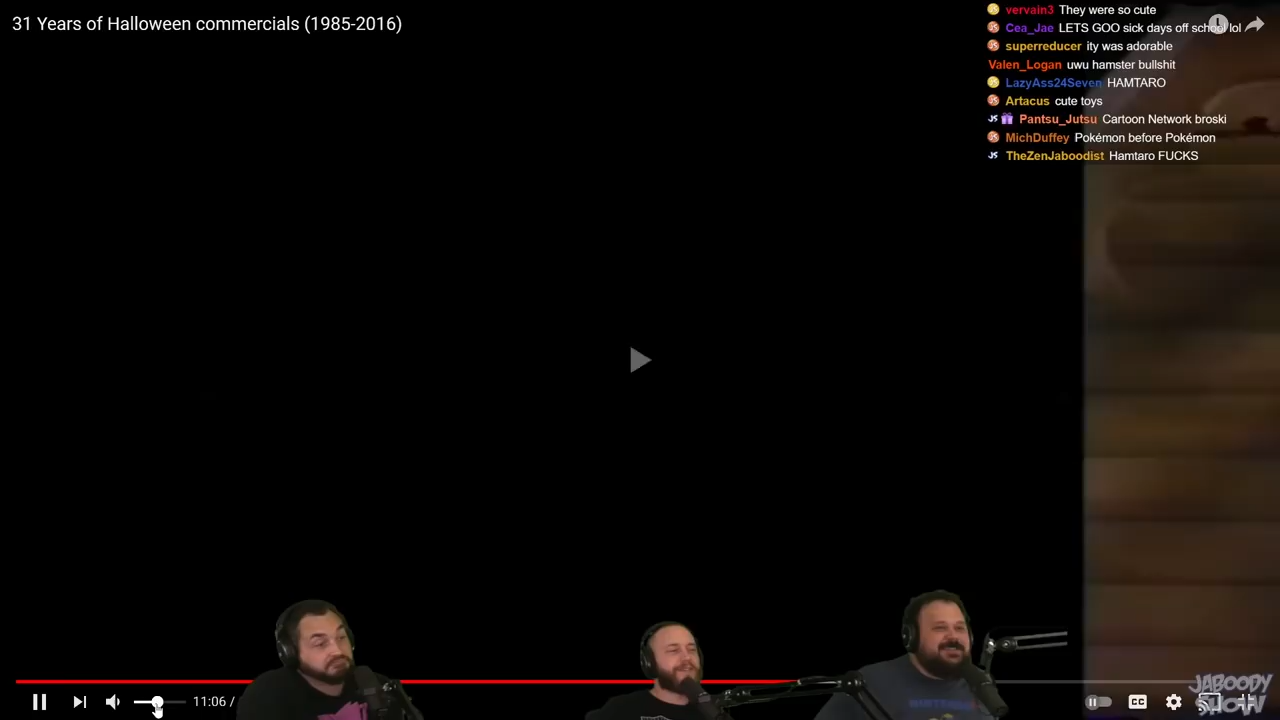 31 Years of Halloween commercials (1985-2016)
vervain3 They were so cute
Cea_Jae LETS GOO sick days off school lol
superreducer ity was adorable
Valen_Logan uwu hamster bullshit
LazyAss24Seven HAMTARO
Artacus cute toys
Pantsu_Jutsu Cartoon Network broski
MichDuffey Pokémon before Pokémon
TheZenJaboodist Hamtaro FUCKS
11:06 /
CC
JABOODY
SHOW